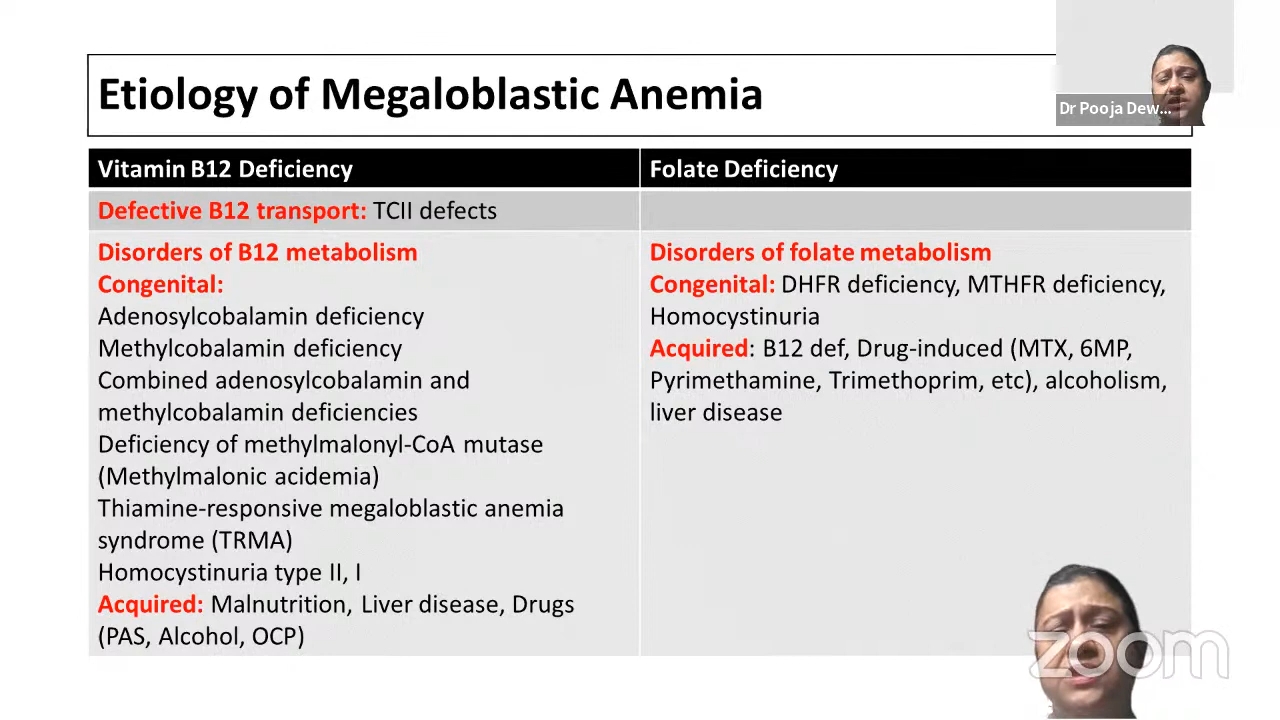 Etiology of Megaloblastic Anemia
Dr Pooja Dew...
Vitamin B12 Deficiency
Folate Deficiency
Defective B12 transport: TCII defects
Disorders of B12 metabolism
Congenital:
Adenosylcobalamin deficiency
Methylcobalamin deficiency
Combined adenosylcobalamin and
methylcobalamin deficiencies
Deficiency of methylmalonyl-CoA mutase
(Methylmalonic acidemia)
Thiamine-responsive megaloblastic anemia
syndrome (TRMA)
Homocystinuria type II, I
Acquired: Malnutrition, Liver disease, Drugs
(PAS, Alcohol, OCP)
Disorders of folate metabolism
Congenital: DHFR deficiency, MTHFR deficiency,
Homocystinuria
Acquired: B12 def, Drug-induced (MTX, 6MP,
Pyrimethamine, Trimethoprim, etc), alcoholism,
liver disease
zoom